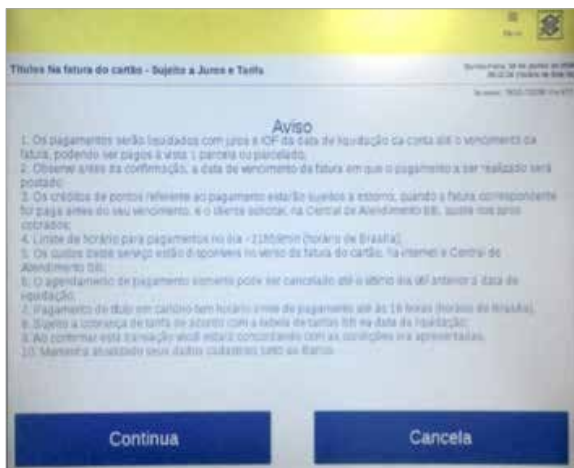 Títulos Na fatura do cartão - Sujeito a Juros e Tarifa
Aviso
1. Os pagamentos serão liquidados com juros e IOF da data de liquidação da conta até o vencimento da
fatura, podendo ser pagos à vista 1 parcela ou parcelado;
2. Observe antes da confirmação, a data de vencimento da fatura em que o pagamento a ser realizado será
postado;
3. Os créditos de pontos referente ao pagamento estarão sujeitos a estorno, quando a fatura correspondente
for paga antes do seu vencimento, e o cliente solicitar, na Central de Atendimento BB, ajuste nos juros
cobrados;
4. Limite de horário para pagamentos no dia - (horário de Brasília);
5. Os custos deste serviço estão disponíveis no verso da fatura do cartão, na internet e Central de
Atendimento BB;
6. O agendamento de pagamento somente pode ser cancelado até o último dia útil anterior a data de
liquidação;
7. Pagamento de título em cartório tem horário limite de pagamento até às 16 horas (horário de Brasília);
8. Sujeito a cobrança de tarifa de acordo com a tabela de tarifas BB na data da liquidação;
9. Ao confirmar esta transação você estará concordando com as condições ora apresentadas;
10. Mantenha atualizado seus dados cadastrais junto ao Banco.
Continua
Cancela